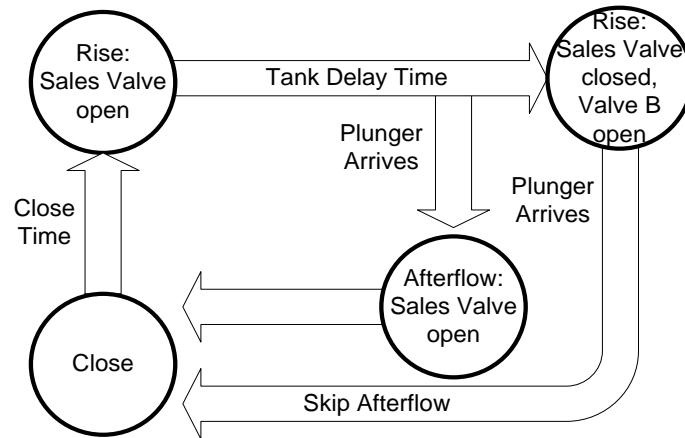 Rise:
Sales Valve
open
Tank Delay Time
Rise:
Sales Valve
closed,
Valve B
open
Plunger
Arrives
Plunger
Arrives
Close
Time
Afterflow:
Sales Valve
open
Close
Skip Afterflow